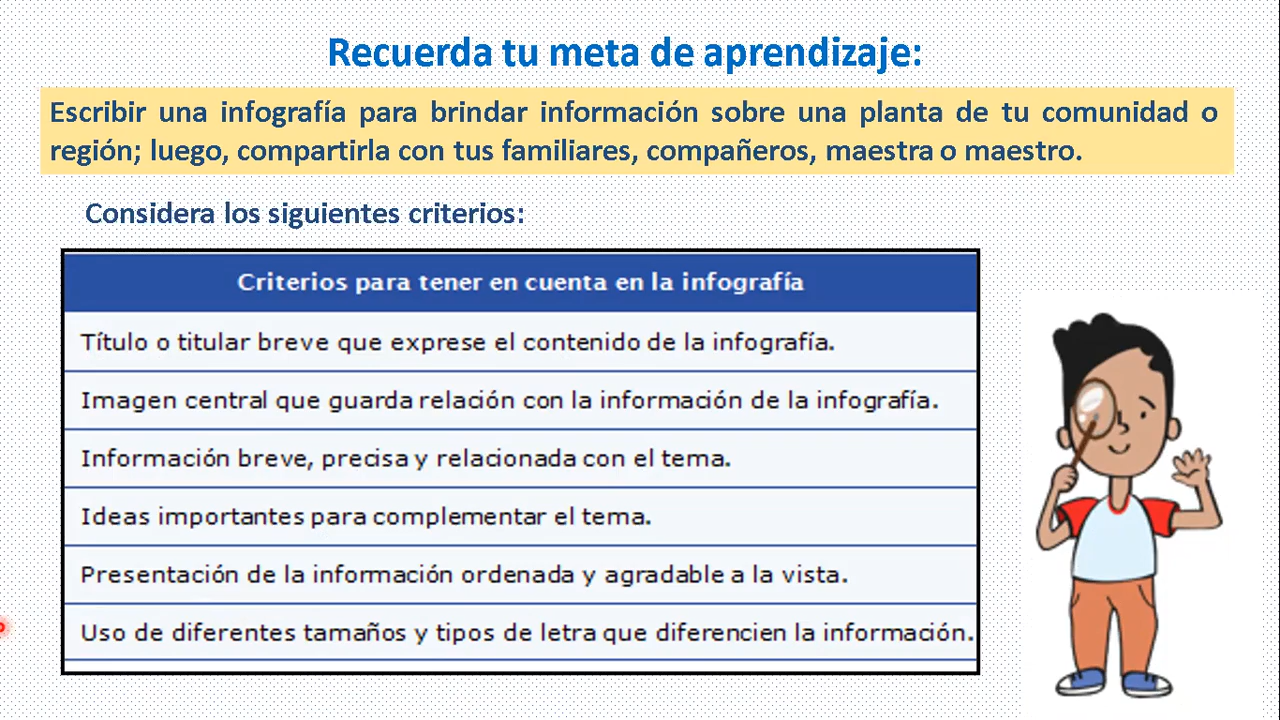 Recuerda tu meta de aprendizaje:
Escribir una infografía para brindar información sobre una planta de tu comunidad o
región; luego, compartirla con tus familiares, compañeros, maestra o maestro.
Considera los siguientes criterios:
Criterios para tener en cuenta en la infografía
Título o titular breve que exprese el contenido de la infografía.
Imagen central que guarda relación con la información de la infografía.
Información breve, precisa y relacionada con el tema.
Ideas importantes para complementar el tema.
Presentación de la información ordenada y agradable a la vista.
Uso de diferentes tamaños y tipos de letra que diferencien la información.